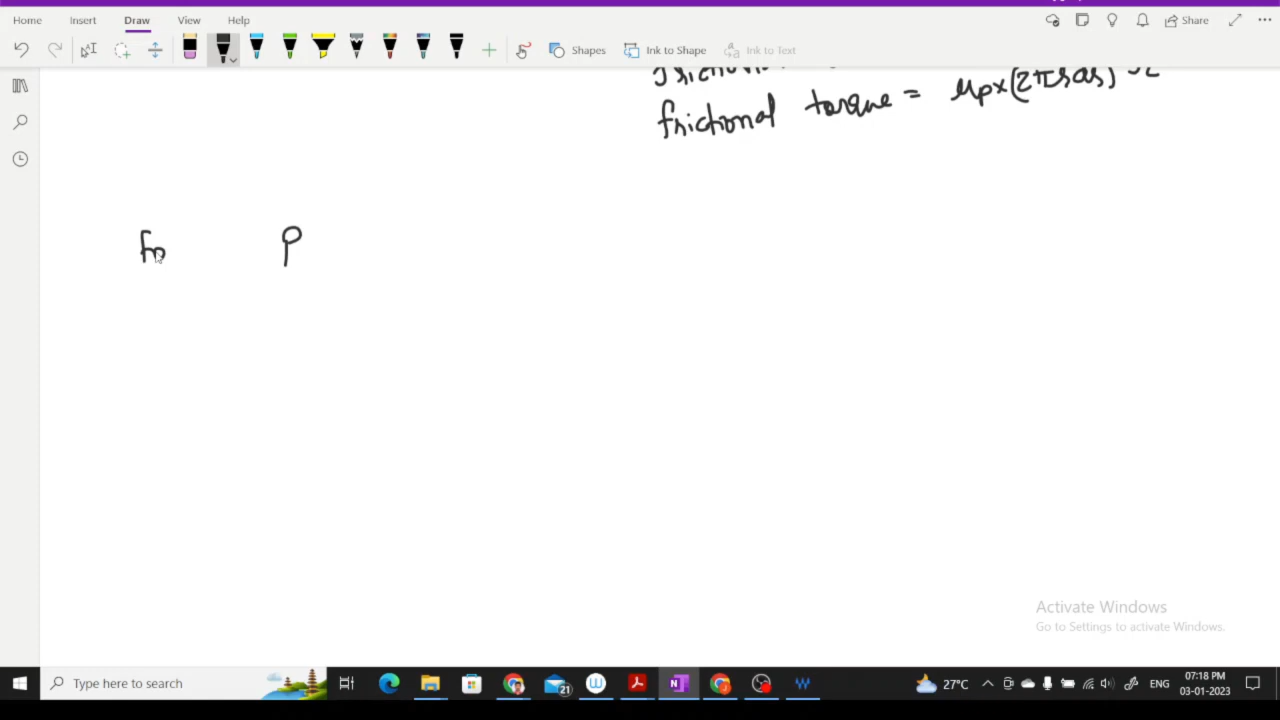 Home Insert Draw View Help
Share
Shapes Ink to Shape Ink to Text
frictional torque = μp×(2πrdr) r
P
Activate Windows
Go to Settings to activate Windows.
Type here to search 21 27°C ENG 07:18 PM
03-01-2023